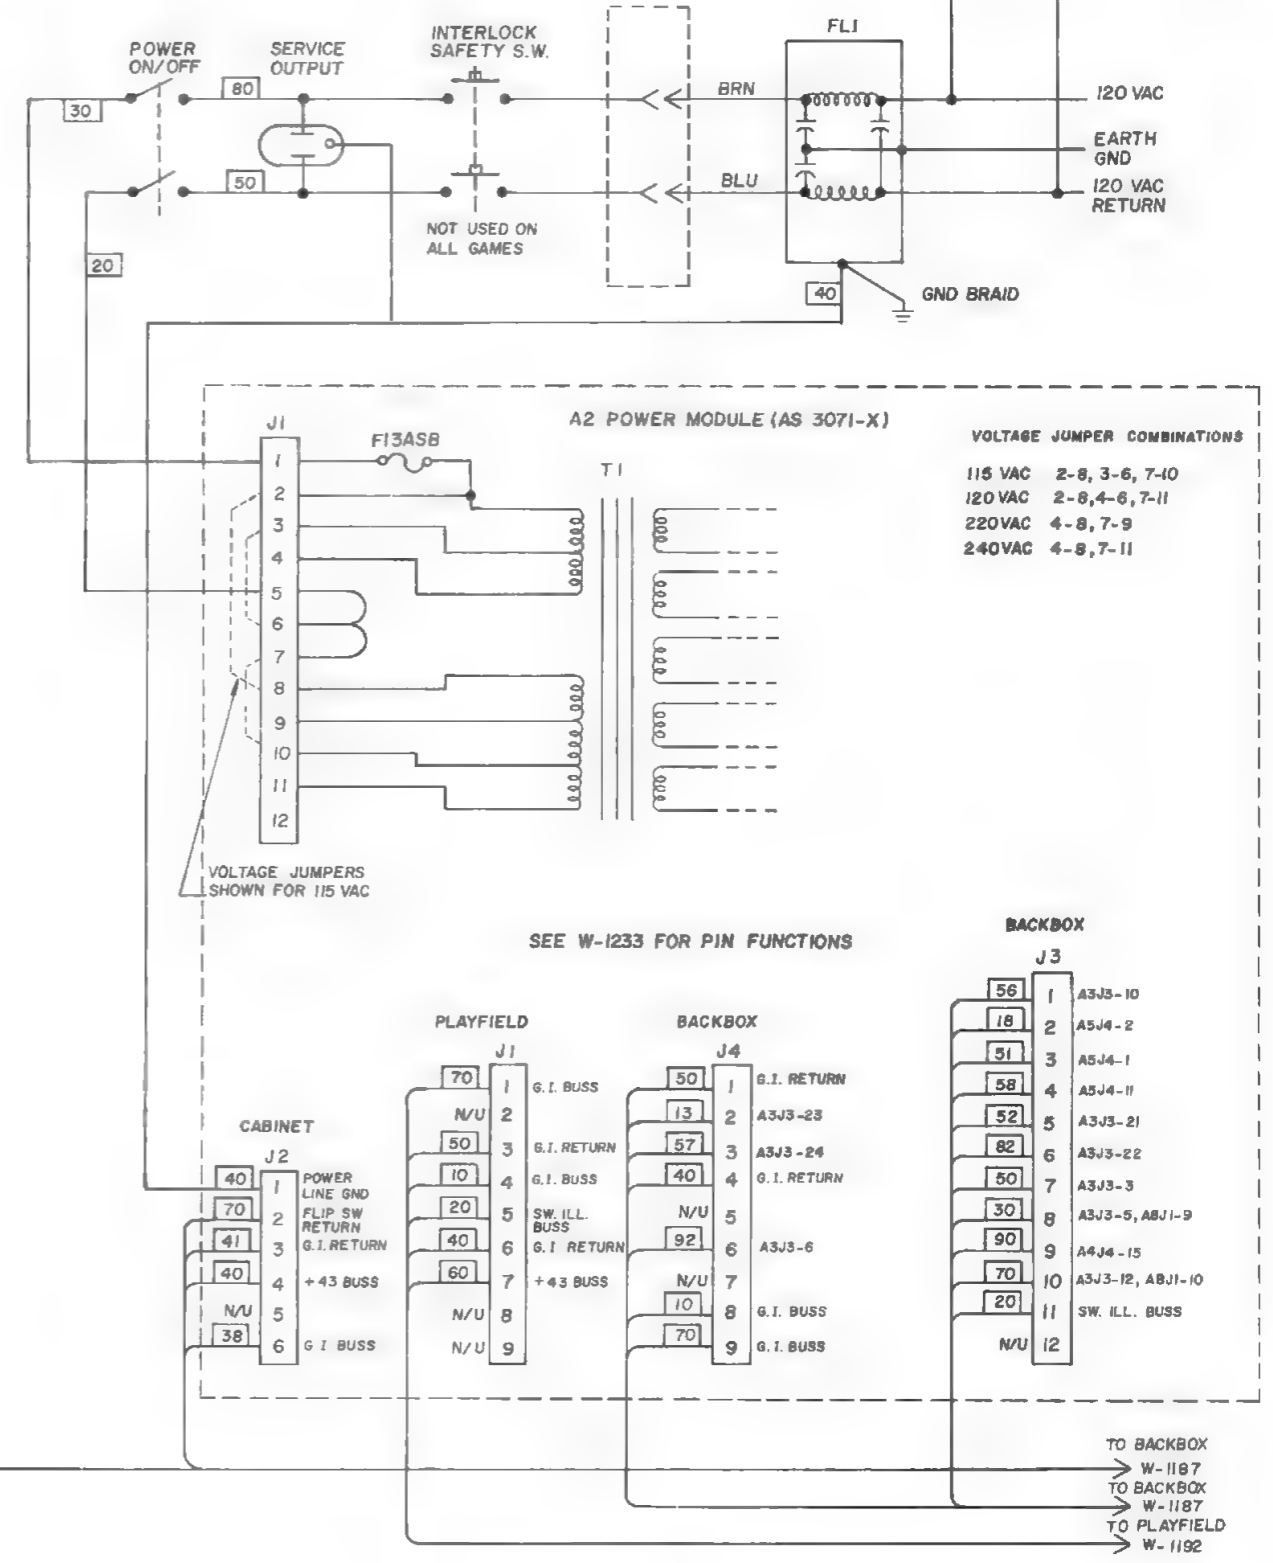 FL1
POWER
ON/OFF
SERVICE
OUTPUT
INTERLOCK
SAFETY S.W.
30
80
BRN
120 VAC
EARTH
GND
50
BLU
120 VAC
RETURN
NOT USED ON
ALL GAMES
20
40
GND BRAID
A2 POWER MODULE (AS 3071-X)
VOLTAGE JUMPER COMBINATIONS
115 VAC 2-8, 3-6, 7-10
120 VAC 2-8, 4-6, 7-11
220VAC 4-8, 7-9
240VAC 4-8, 7-11
J1
F13ASB
T1
1
2
3
4
5
6
7
8
9
10
11
12
VOLTAGE JUMPERS
SHOWN FOR 115 VAC
SEE W-1233 FOR PIN FUNCTIONS
CABINET
J2
40 1 POWER
LINE GND
70 2 FLIP SW
RETURN
41 3 G.I. RETURN
40 4 +43 BUSS
N/U 5
38 6 G I BUSS
PLAYFIELD
J1
70 1 G.I. BUSS
N/U 2
50 3 G.I. RETURN
10 4 G.I. BUSS
20 5 SW. ILL.
BUSS
40 6 G.I RETURN
60 7 +43 BUSS
N/U 8
N/U 9
BACKBOX
J4
50 1 G.I. RETURN
13 2 A3J3-23
57 3 A3J3-24
40 4 G.I. RETURN
N/U 5
92 6 A3J3-6
N/U 7
10 8 G.I. BUSS
70 9 G.I. BUSS
BACKBOX
J3
56 1 A3J3-10
18 2 A5J4-2
51 3 A5J4-1
58 4 A5J4-11
52 5 A3J3-21
82 6 A3J3-22
50 7 A3J3-3
30 8 A3J3-5, A8J1-9
90 9 A4J4-15
70 10 A3J3-12, A8J1-10
20 11 SW. ILL. BUSS
N/U 12
TO BACKBOX
W-1187
TO BACKBOX
W-1187
TO PLAYFIELD
W-1192